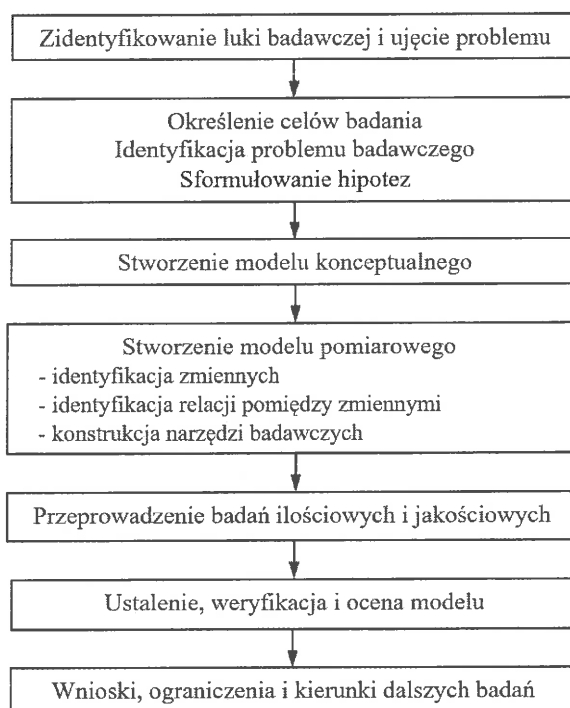 Zidentyfikowanie luki badawczej i ujęcie problemu
Określenie celów badania
Identyfikacja problemu badawczego
Sformułowanie hipotez
Stworzenie modelu konceptualnego
Stworzenie modelu pomiarowego
- identyfikacja zmiennych
- identyfikacja relacji pomiędzy zmiennymi
- konstrukcja narzędzi badawczych
Przeprowadzenie badań ilościowych i jakościowych
Ustalenie, weryfikacja i ocena modelu
Wnioski, ograniczenia i kierunki dalszych badań